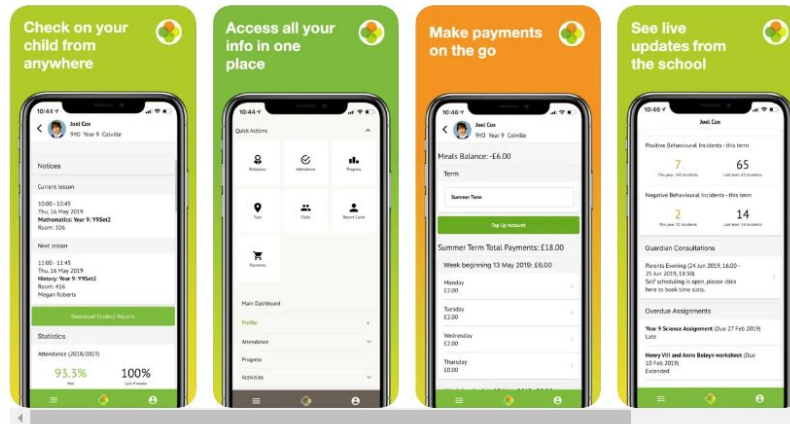 Check on your
child from
anywhere
10:44
Joel Cox
9YO Year 9 Colville
Notices
Current lesson
10:00 - 10:45
Thu, 16 May 2019
Mathematics: Year 9: Y9Set2
Room: 506
Next lesson
11:00 - 11:45
Thu, 16 May 2019
History: Year 9: Y9Set2
Room: 416
Megan Roberts
Download Student Reports
Statistics
Attendance (2018/2019)
93.3%
100%
Year
Last 4 weeks
Access all your
info in one
place
10:44
Quick Actions
Behaviour
Attendance
Progress
Trips
Clubs
Report Cards
Payments
Main Dashboard
Profile
Attendance
Progress
Activities
Make payments
on the go
10:46
Joel Cox
9YO Year 9 Colville
Meals Balance: -£6.00
Term
Summer Term
Top Up Account
Summer Term Total Payments: £18.00
Week beginning 13 May 2019: £6.00
Monday
£2.00
Tuesday
£2.00
Wednesday
£2.00
Thursday
£0.00
See live
updates from
the school
10:46
Joel Cox
Positive Behavioural Incidents - this term
7
65
Negative Behavioural Incidents - this term
2
14
Guardian Consultations
Parents Evening (24 Jun 2019, 16:00 -
25 Jun 2019, 18:50)
Self scheduling is open, please click
here to book time slots.
Overdue Assignments
Year 9 Science Assignment (Due 27 Feb 2019)
Late
Henry VIII and Anne Boleyn worksheet (Due
10 Feb 2019)
Extended